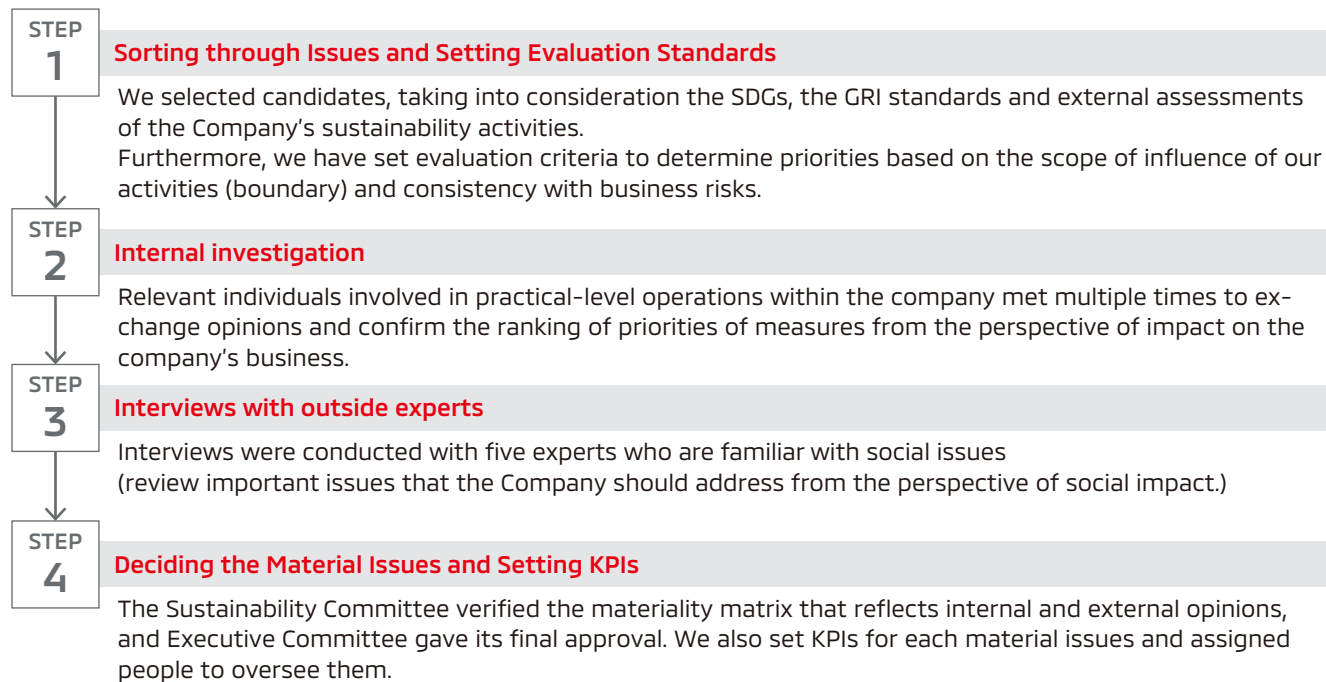 STEP
1
Sorting through Issues and Setting Evaluation Standards
We selected candidates, taking into consideration the SDGs, the GRI standards and external assessments
of the Company's sustainability activities.
Furthermore, we have set evaluation criteria to determine priorities based on the scope of influence of our
activities (boundary) and consistency with business risks.
STEP
2
Internal investigation
Relevant individuals involved in practical-level operations within the company met multiple times to ex-
change opinions and confirm the ranking of priorities of measures from the perspective of impact on the
company's business.
STEP
3
Interviews with outside experts
Interviews were conducted with five experts who are familiar with social issues
(review important issues that the Company should address from the perspective of social impact.)
STEP
4
Deciding the Material Issues and Setting KPIs
The Sustainability Committee verified the materiality matrix that reflects internal and external opinions,
and Executive Committee gave its final approval. We also set KPIs for each material issues and assigned
people to oversee them.